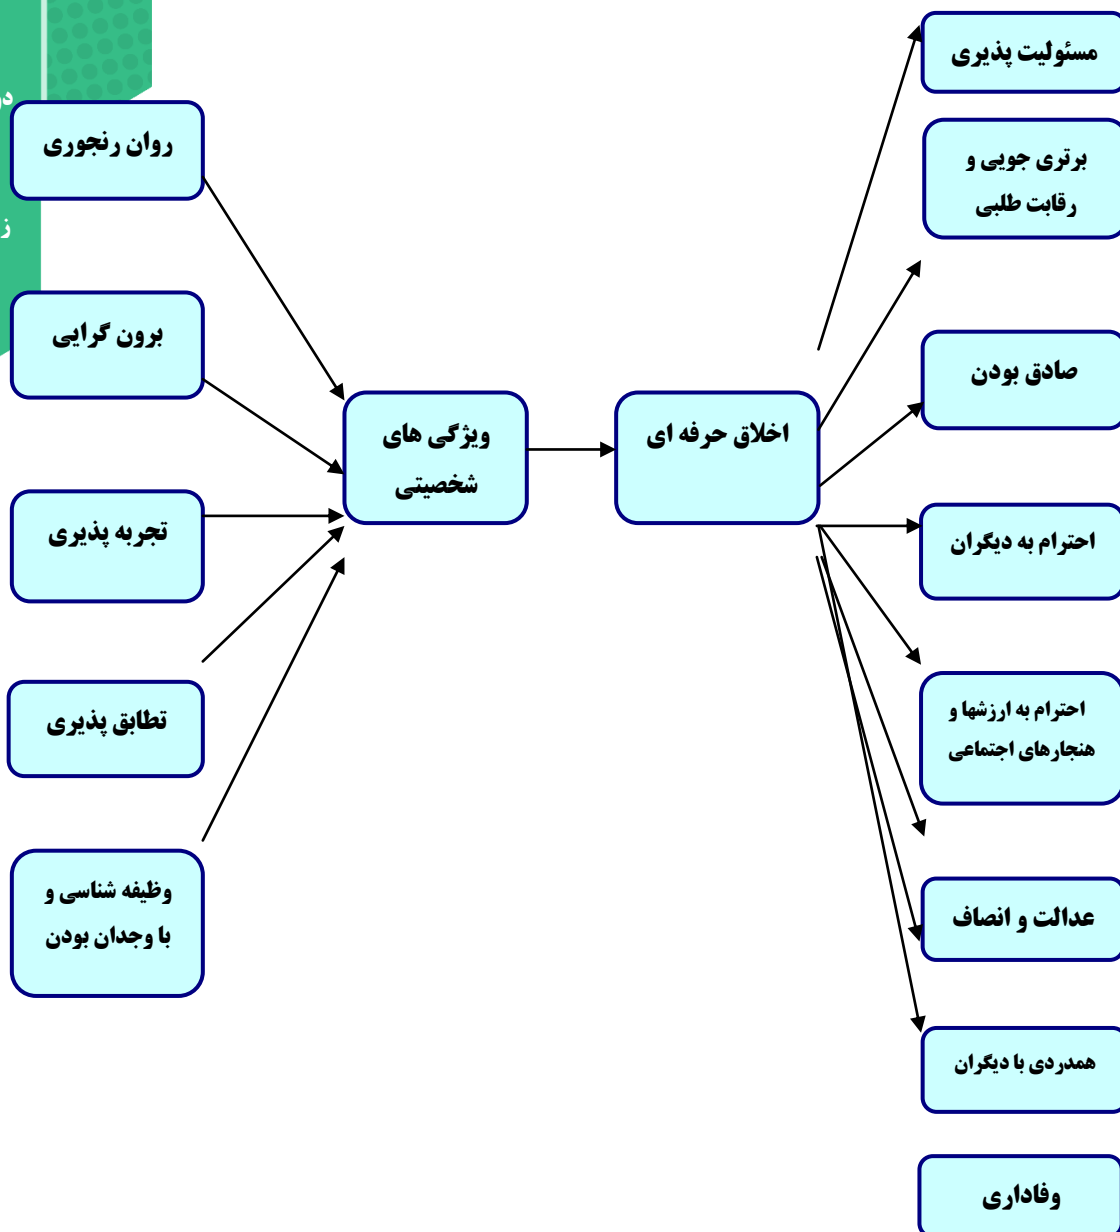 مسئولیت پذیری
برتری جویی و
رقابت طلبی
صادق بودن
احترام به دیگران
احترام به ارزشها و
هنجارهای اجتماعی
عدالت و انصاف
همدردی با دیگران
وفاداری
اخلاق حرفه ای
ویژگی های
شخصیتی
روان رنجوری
برون گرایی
تجربه پذیری
تطابق پذیری
وظیفه شناسی و
با وجدان بودن